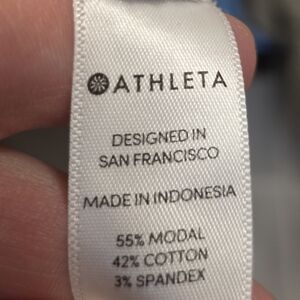 ATHLETA
DESIGNED IN
SAN FRANCISCO
MADE IN INDONESIA
55% MODAL
42% COTTON
3% SPANDEX